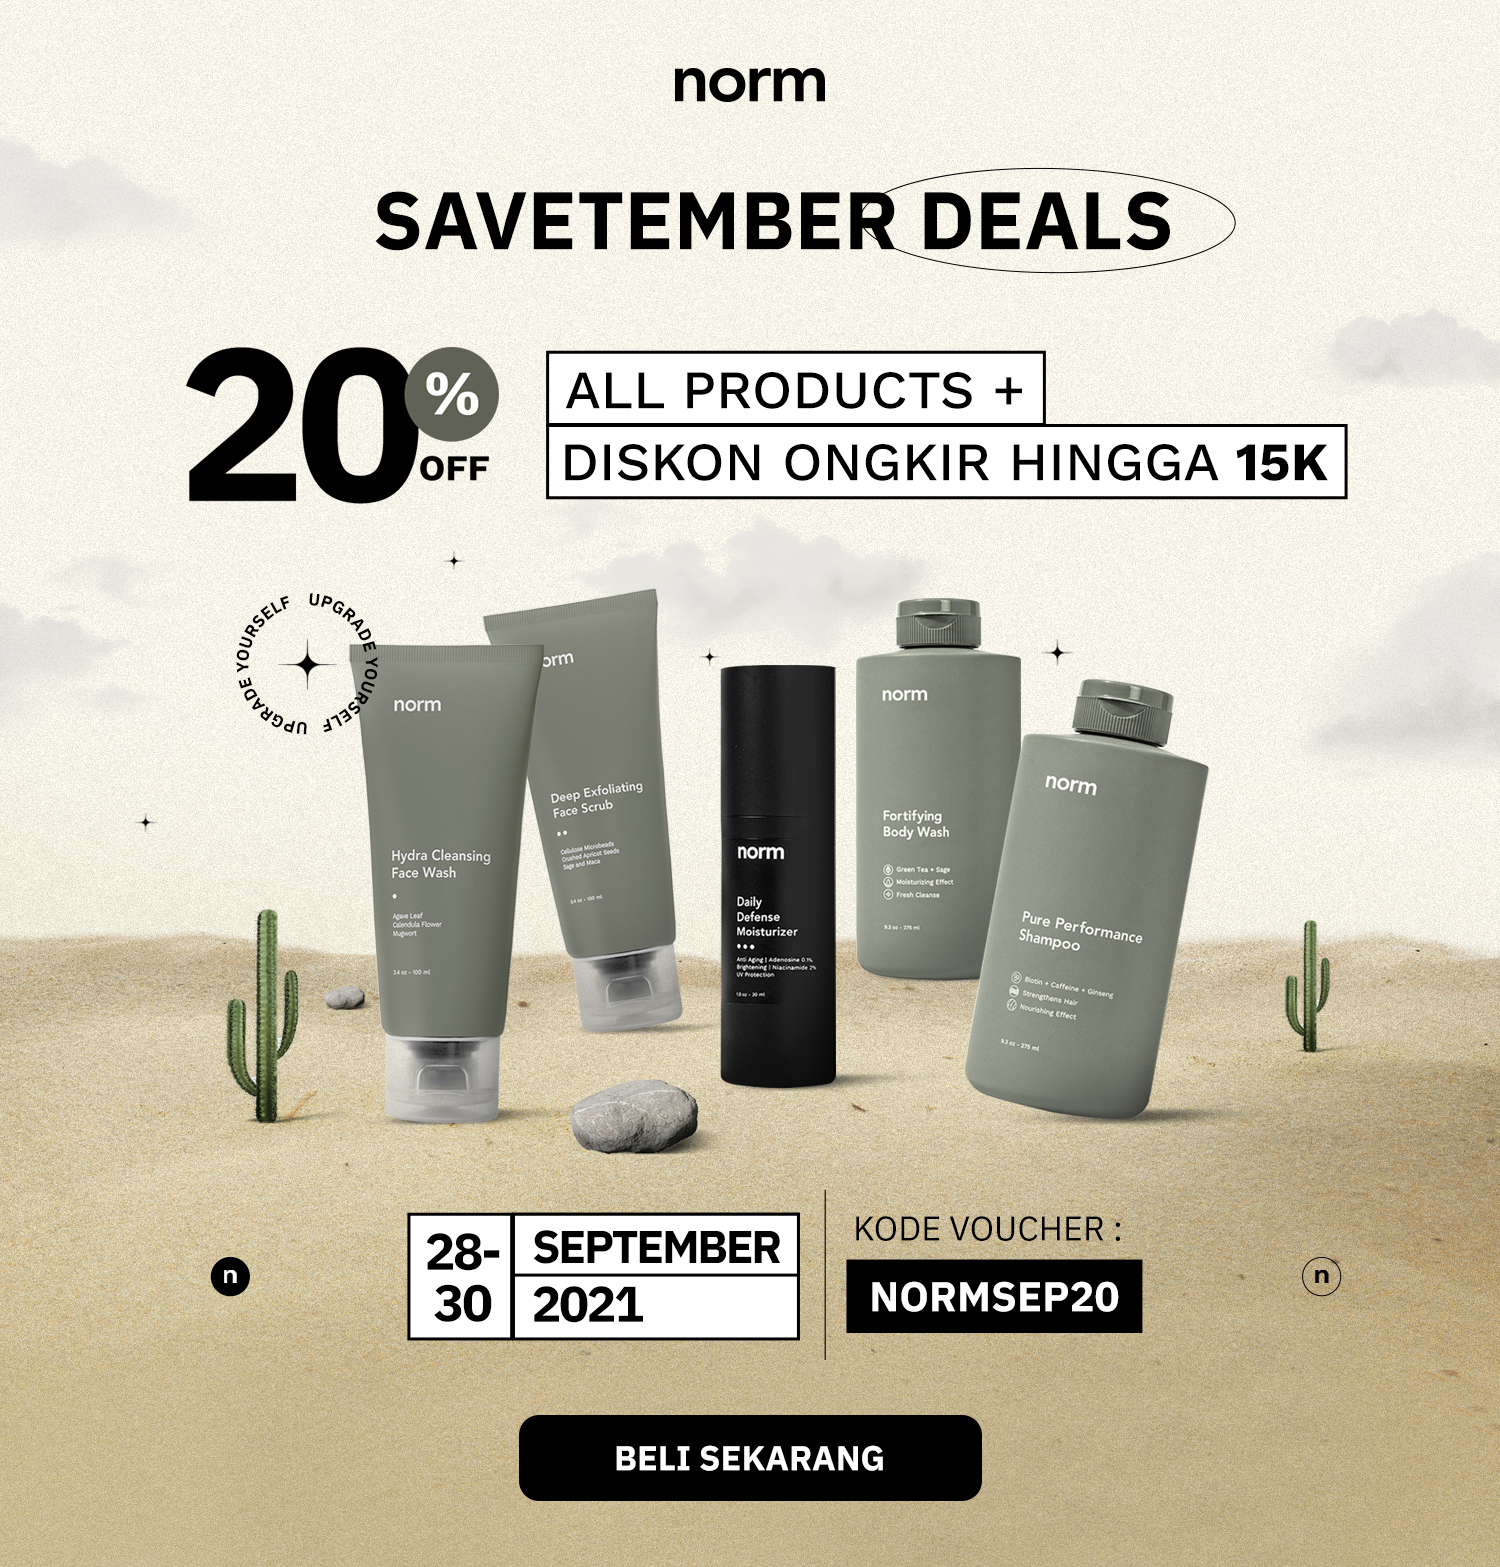 norm
SAVETEMBER DEALS
20%
OFF
ALL PRODUCTS +
DISKON ONGKIR HINGGA 15K
UPGRADE YOURSELF UPGRADE YOURSELF
norm
Hydra Cleansing
Face Wash
Agave Leaf
Calendula Flower
Mugwort
3.4 oz - 100 ml
orm
Deep Exfoliating
Face Scrub
Cellulose Microbeads
Crushed Apricot Seeds
Sage and Maca
3.4 oz - 100 ml
norm
Daily
Defense
Moisturizer
Anti Aging | Adenosine 0.1%
Brightening | Niacinamide 2%
UV Protection
1.0 oz - 30 ml
norm
Fortifying
Body Wash
Green Tea + Sage
Moisturizing Effect
Fresh Cleanse
9.3 oz - 275 ml
norm
Pure Performance
Shampoo
Biotin + Caffeine + Ginseng
Strengthens Hair
Nourishing Effect
9.3 oz - 275 ml
n
28-
30
SEPTEMBER
2021
KODE VOUCHER :
NORMSEP20
n
BELI SEKARANG